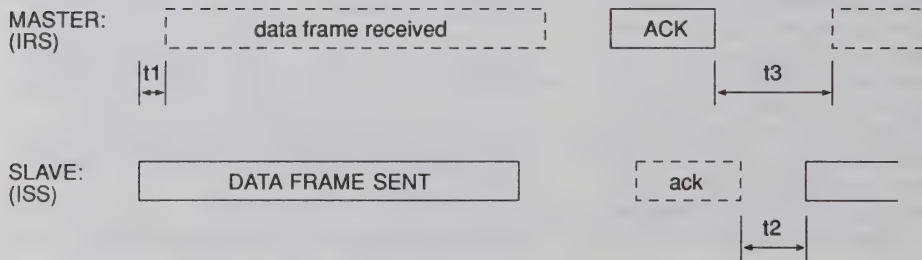 MASTER:
(IRS)
data frame received
ACK
t1
t3
SLAVE:
(ISS)
DATA FRAME SENT
ack
t2